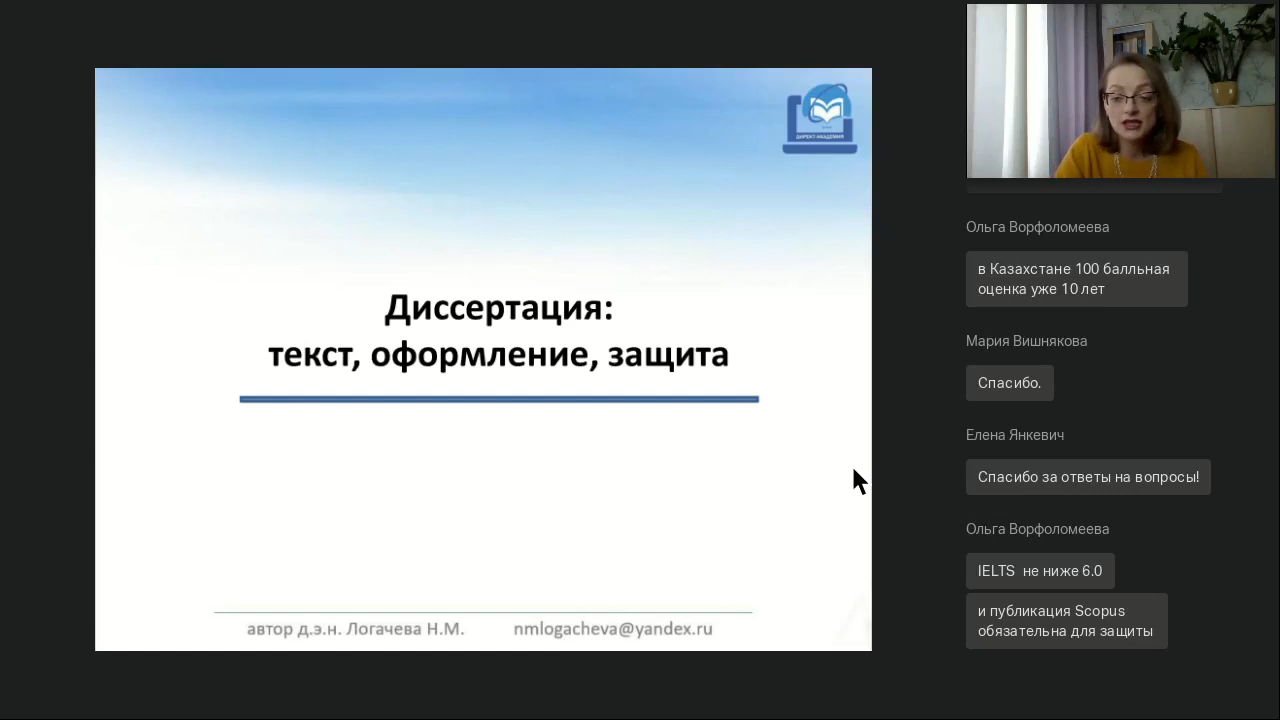 ДИРЕКТ-АКАДЕМИЯ
Диссертация:
текст, оформление, защита
автор д.э.н. Логачева Н.М. nmlogacheva@yandex.ru
Ольга Ворфоломеева
в Казахстане 100 балльная
оценка уже 10 лет
Мария Вишнякова
Спасибо.
Елена Янкевич
Спасибо за ответы на вопросы!
Ольга Ворфоломеева
IELTS не ниже 6.0
и публикация Scopus
обязательна для защиты